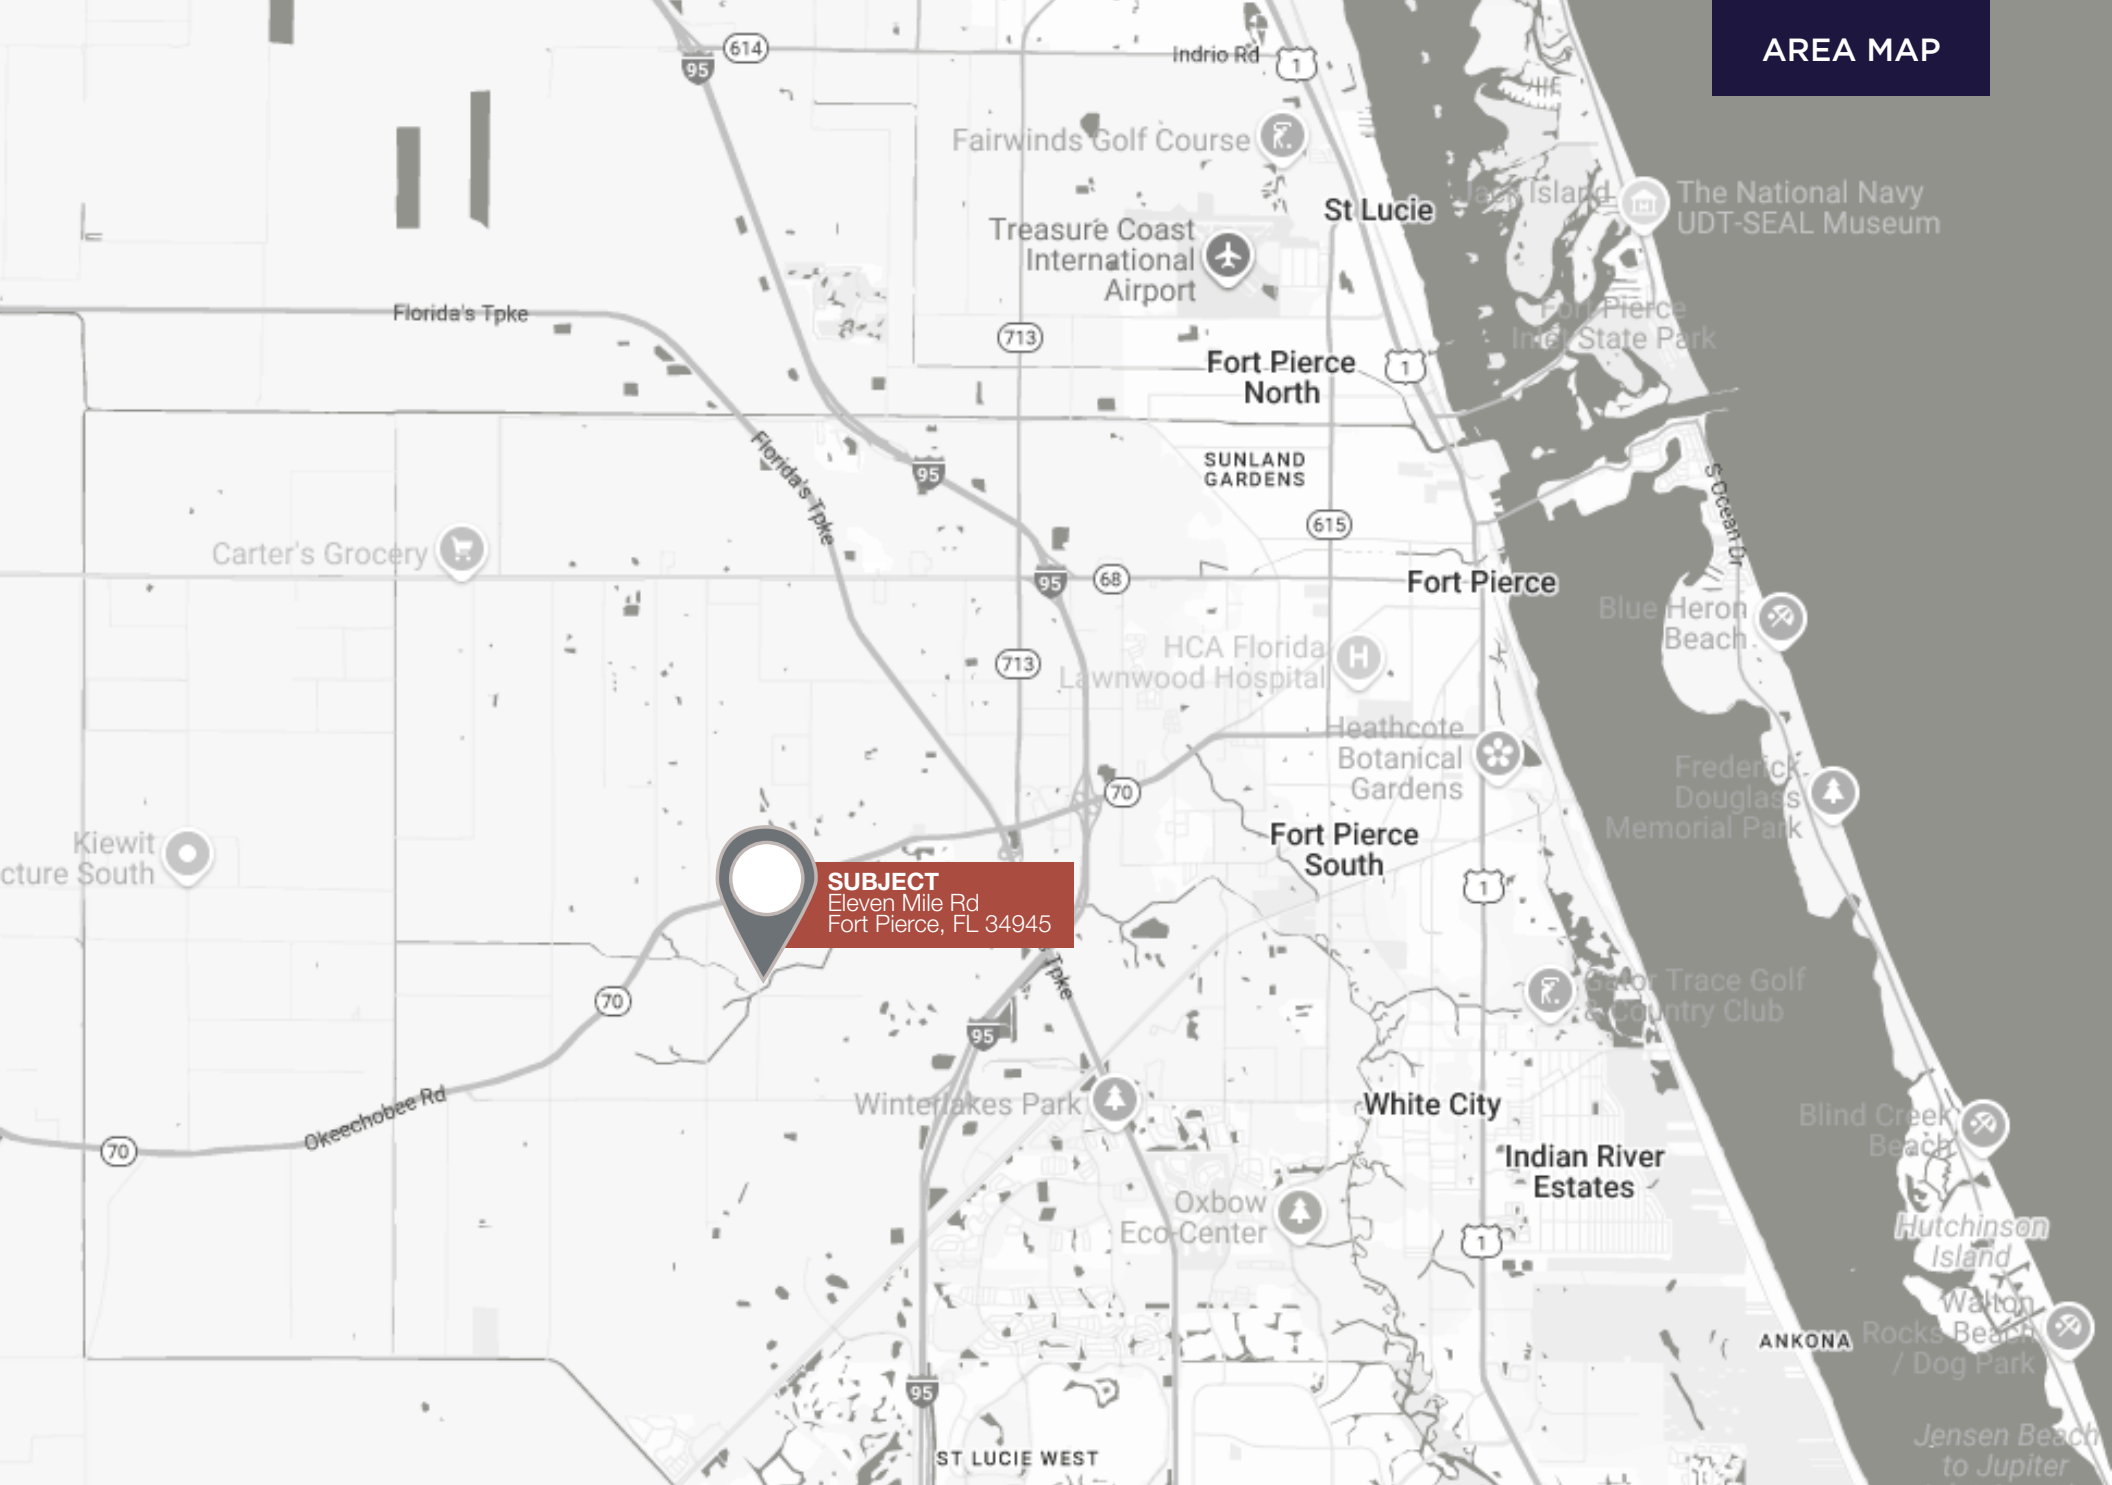 AREA MAP
614
95
Indrio Rd
1
Fairwinds Golf Course
St Lucie
Jack Island
The National Navy
UDT-SEAL Museum
Treasure Coast
International
Airport
Florida's Tpke
713
Fort Pierce
Inlet State Park
Fort Pierce
North
1
Florida's Tpke
95
SUNLAND
GARDENS
S Ocean Dr
615
Carter's Grocery
95
68
Fort Pierce
Blue Heron
Beach
713
HCA Florida
Lawnwood Hospital
Heathcote
Botanical
Gardens
Frederick
Douglass
Memorial Park
70
Fort Pierce
South
Kiewit
cture South
SUBJECT
Eleven Mile Rd
Fort Pierce, FL 34945
1
Tpke
70
95
Gator Trace Golf
& Country Club
Okeechobee Rd
70
Winterlakes Park
White City
Blind Creek
Beach
Indian River
Estates
Oxbow
Eco-Center
1
Hutchinson
Island
Walton
Rocks Beach
/ Dog Park
ANKONA
95
ST LUCIE WEST
Jensen Beach
to Jupiter